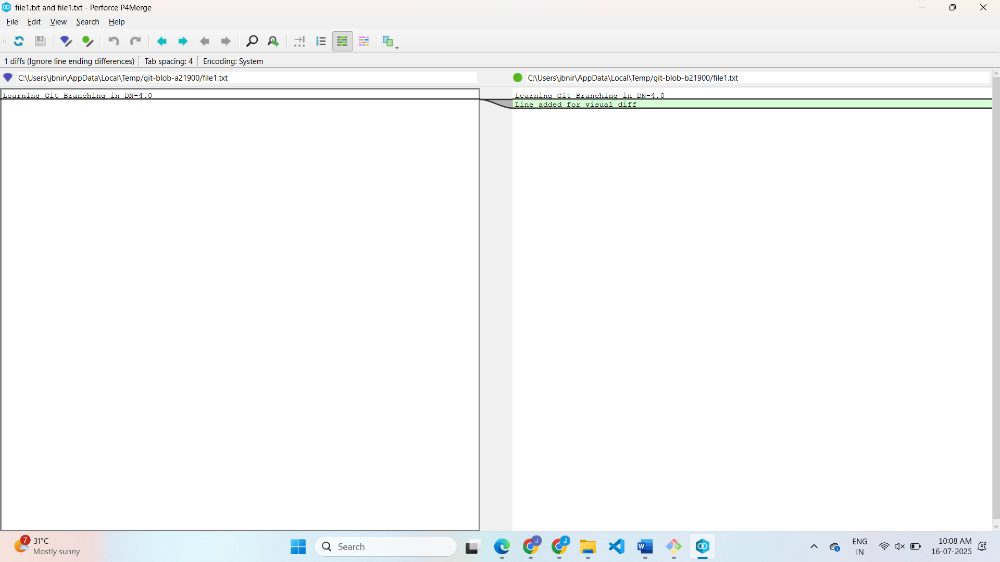 file1.txt and file1.txt - Perforce P4Merge
File Edit View Search Help
1 diffs (Ignore line ending differences) Tab spacing: 4 Encoding: System
C:\Users\jbnir\AppData\Local\Temp/git-blob-a21900/file1.txt
C:\Users\jbnir\AppData\Local\Temp/git-blob-b21900/file1.txt
Learning Git Branching in DN-4.0
Learning Git Branching in DN-4.0
Line added for visual diff
7
31°C
Mostly sunny
Search
J
J
W
ENG
IN
10:08 AM
16-07-2025